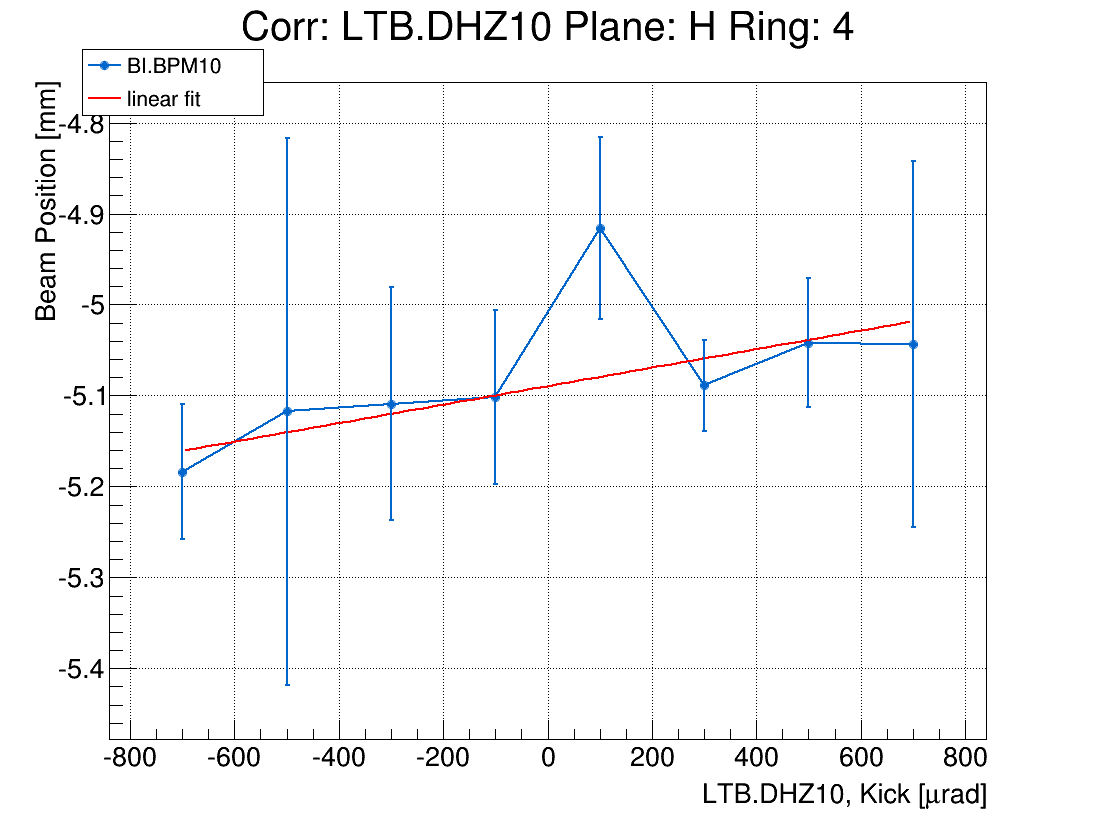 Corr: LTB.DHZ10 Plane: H Ring: 4
BI.BPM10
linear fit
Beam Position [mm]
-4.8
-4.9
-5
-5.1
-5.2
-5.3
-5.4
-800 -600 -400 -200 0 200 400 600 800
LTB.DHZ10, Kick [μrad]